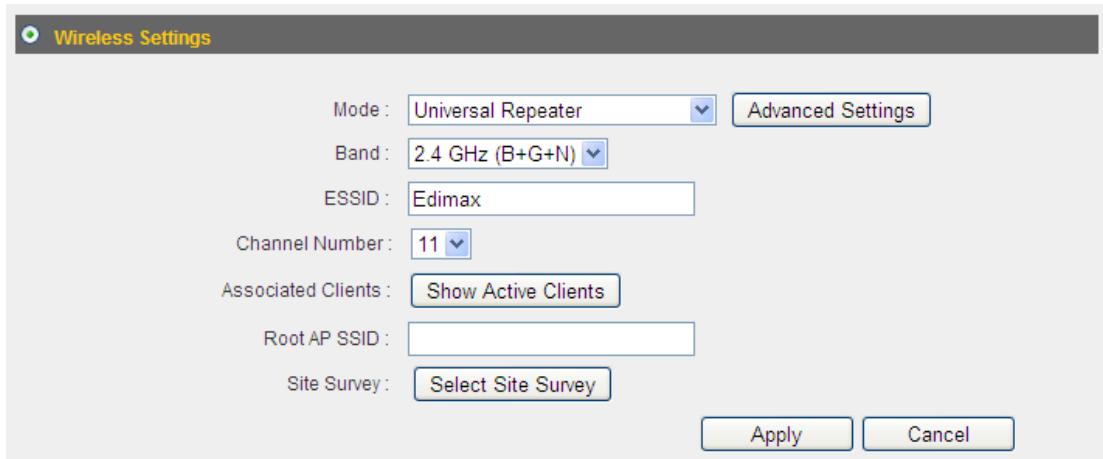 Wireless Settings
Mode : Universal Repeater Advanced Settings
Band : 2.4 GHz (B+G+N)
ESSID : Edimax
Channel Number : 11
Associated Clients : Show Active Clients
Root AP SSID :
Site Survey : Select Site Survey
Apply Cancel